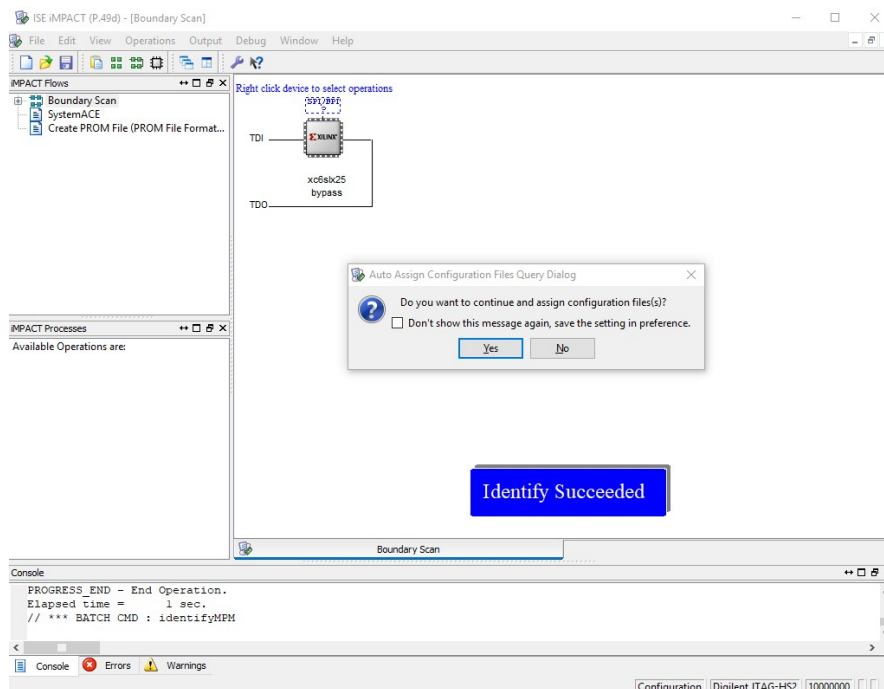 ISE iMPACT (P.49d) - [Boundary Scan]
File Edit View Operations Output Debug Window Help
iMPACT Flows
Boundary Scan
SystemACE
Create PROM File (PROM File Format...
Right click device to select operations
SPI/BPI
?
TDI
XILINX
xc6slx25
bypass
TDO
Auto Assign Configuration Files Query Dialog
Do you want to continue and assign configuration files(s)?
Don't show this message again, save the setting in preference.
Yes No
iMPACT Processes
Available Operations are:
Identify Succeeded
Boundary Scan
Console
PROGRESS_END - End Operation.
Elapsed time = 1 sec.
// *** BATCH CMD : identifyMPM
Console Errors Warnings
Configuration Digilent JTAG-HS2 10000000